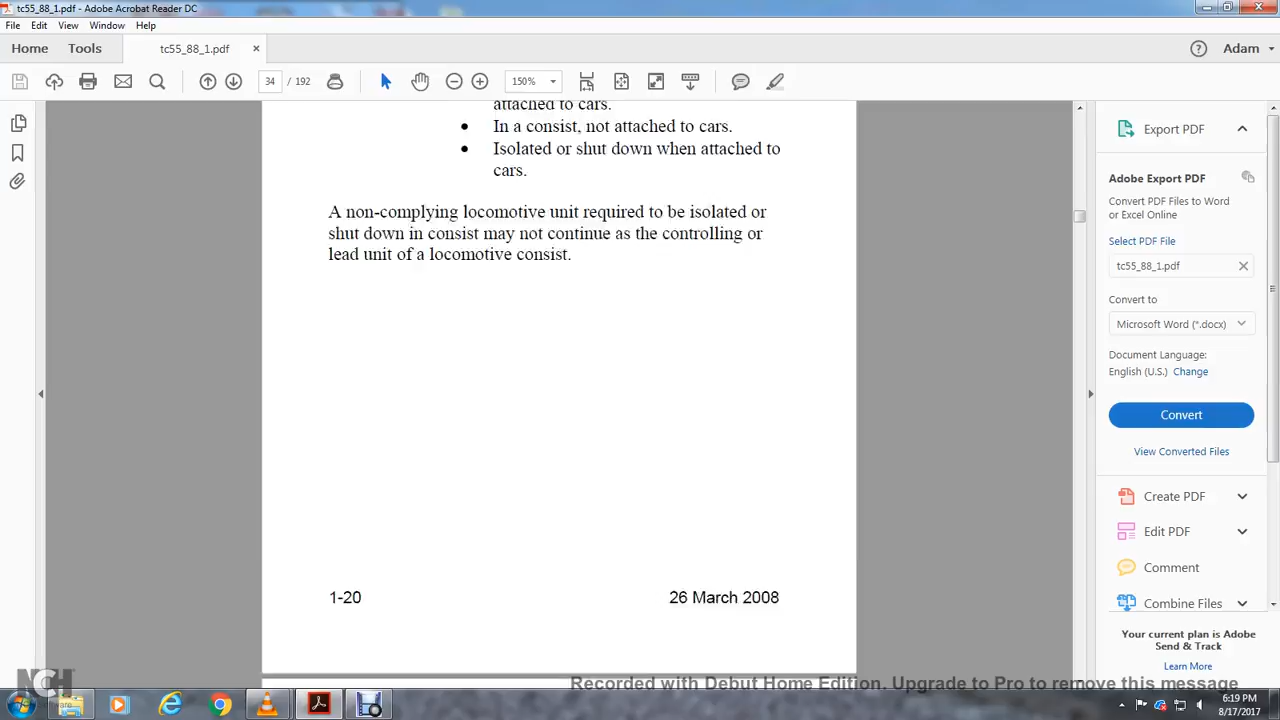 tc55_88_1.pdf - Adobe Acrobat Reader DC
File Edit View Window Help
Home Tools tc55_88_1.pdf × Adam
34 / 192 150%
attached to cars.
• In a consist, not attached to cars.
• Isolated or shut down when attached to
cars.
A non-complying locomotive unit required to be isolated or
shut down in consist may not continue as the controlling or
lead unit of a locomotive consist.
1-20 26 March 2008
Export PDF
Adobe Export PDF
Convert PDF Files to Word
or Excel Online
Select PDF File
tc55_88_1.pdf
Convert to
Microsoft Word (*.docx)
Document Language:
English (U.S.) Change
Convert
View Converted Files
Create PDF
Edit PDF
Comment
Combine Files
Your current plan is Adobe
Send & Track
Learn More
NCH
Recorded with Debut Home Edition. Upgrade to Pro to remove this message
6:19 PM
8/17/2017